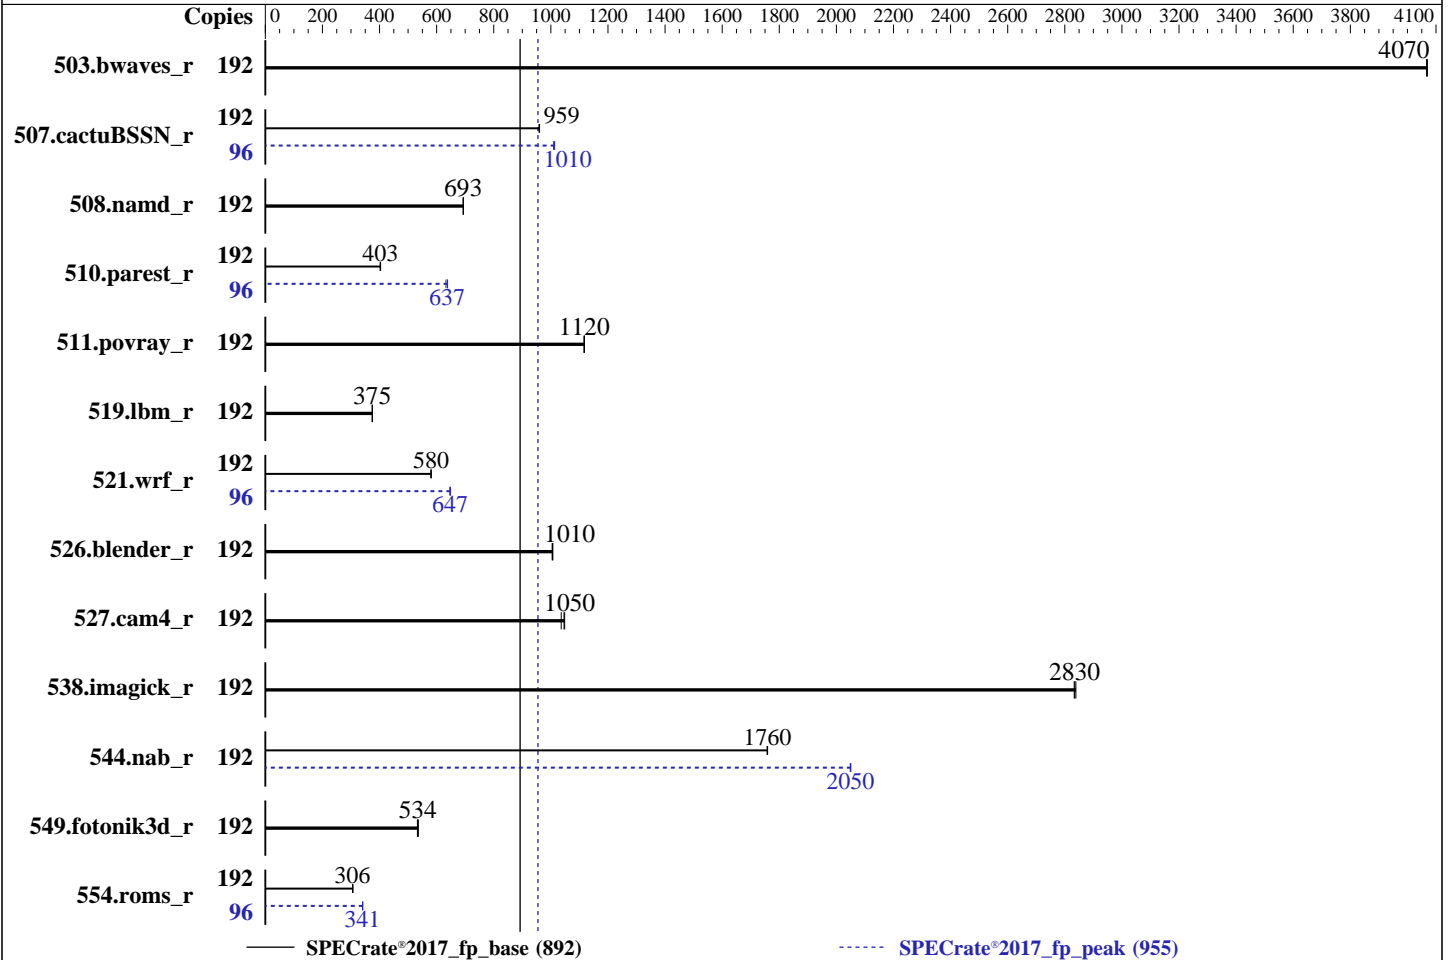 Copies 0 200 400 600 800 1000 1200 1400 1600 1800 2000 2200 2400 2600 2800 3000 3200 3400 3600 3800 4100
4070
503.bwaves_r 192
192 959
507.cactuBSSN_r
96 1010
693
508.namd_r 192
192 403
510.parest_r
96 637
1120
511.povray_r 192
375
519.lbm_r 192
192 580
521.wrf_r
96 647
1010
526.blender_r 192
1050
527.cam4_r 192
2830
538.imagick_r 192
1760
544.nab_r 192
2050
534
549.fotonik3d_r 192
192 306
554.roms_r
96 341
SPECrate®2017_fp_base (892) SPECrate®2017_fp_peak (955)